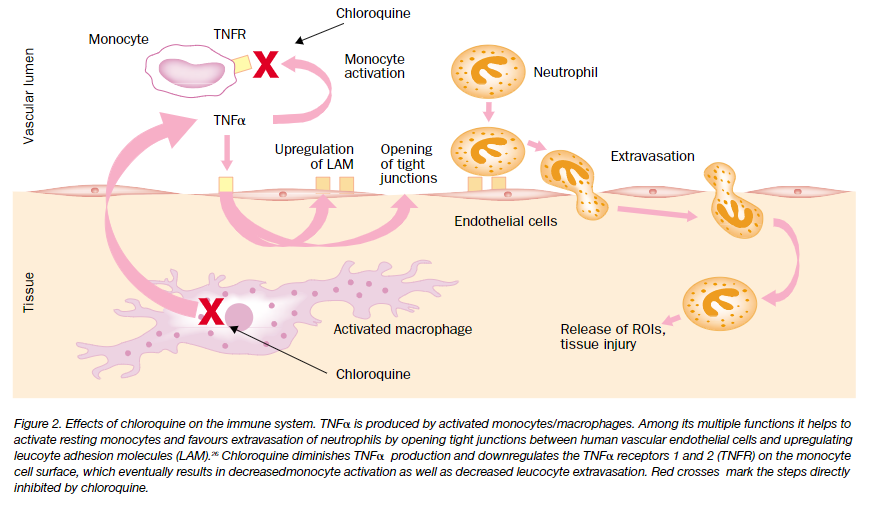 Chloroquine
TNFR
Monocyte
Monocyte
activation
Neutrophil
Vascular lumen
TNFα
Upregulation
of LAM
Opening
of tight
junctions
Extravasation
Endothelial cells
Tissue
Activated macrophage
Release of ROIs,
tissue injury
Chloroquine
Figure 2. Effects of chloroquine on the immune system. TNFα is produced by activated monocytes/macrophages. Among its multiple functions it helps to
activate resting monocytes and favours extravasation of neutrophils by opening tight junctions between human vascular endothelial cells and upregulating
leucyte adhesion molecules (LAM).²⁶ Chloroquine diminishes TNFα production and downregulates the TNFα receptors 1 and 2 (TNFR) on the monocyte
cell surface, which eventually results in decreasedmonocyte activation as well as decreased leucocyte extravasation. Red crosses mark the steps directly
inhibited by chloroquine.